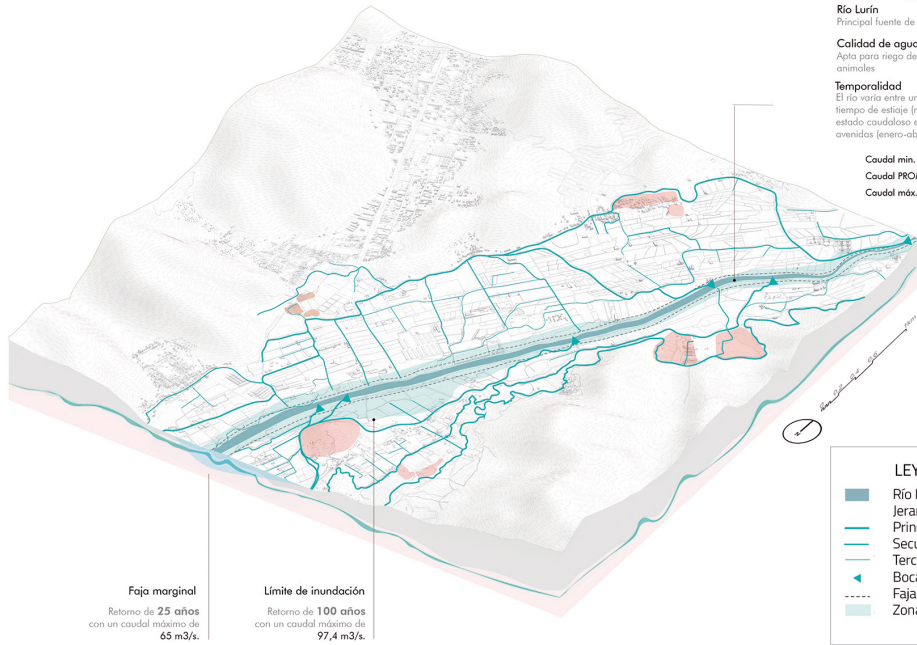 Río Lurín
Principal fuente de
Calidad de agua
Apta para riego de
animales
Temporalidad
El río varía entre un
tiempo de estiaje
estado caudaloso e
avenidas (enero-ab
Caudal min.
Caudal PRO
Caudal máx.
Faja marginal
Retorno de 25 años
con un caudal máximo de
65 m3/s.
Límite de inundación
Retorno de 100 años
con un caudal máximo de
97,4 m3/s.
LEY
Río
Jerar
Princ
Secu
Terc
Boca
Faja
Zona